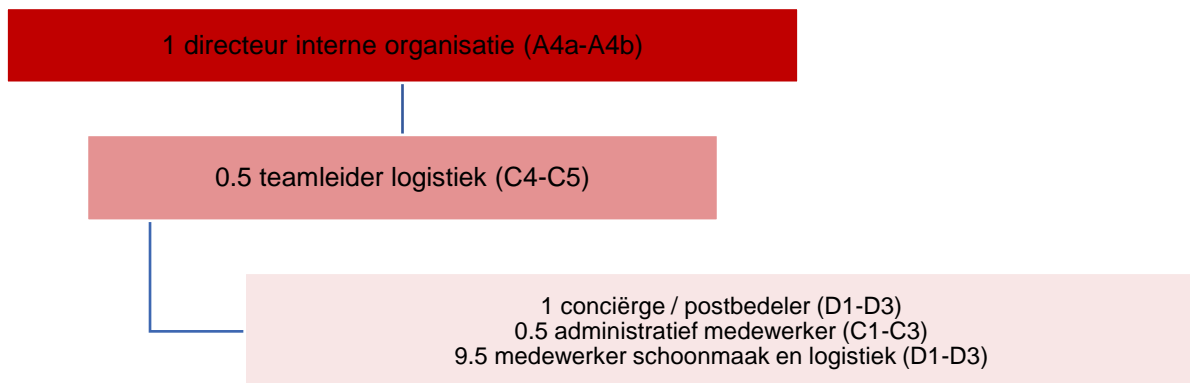 1 directeur interne organisatie (A4a-A4b)
0.5 teamleider logistiek (C4-C5)
1 conciërge / postbedeler (D1-D3)
0.5 administratief medewerker (C1-C3)
9.5 medewerker schoonmaak en logistiek (D1-D3)